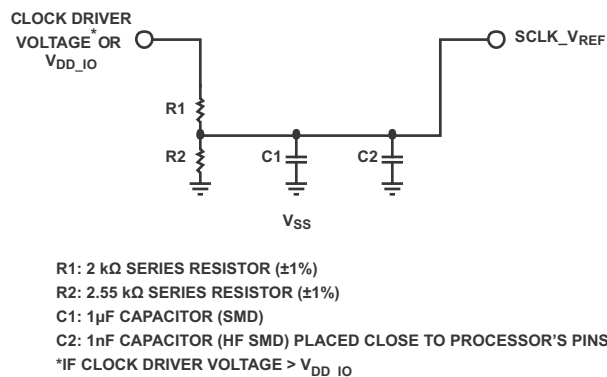 CLOCK DRIVER
VOLTAGE* OR
VDD_IO
SCLK_VREF
R1
R2
C1
C2
VSS
R1: 2 kΩ SERIES RESISTOR (±1%)
R2: 2.55 kΩ SERIES RESISTOR (±1%)
C1: 1μF CAPACITOR (SMD)
C2: 1nF CAPACITOR (HF SMD) PLACED CLOSE TO PROCESSOR'S PINS
*IF CLOCK DRIVER VOLTAGE > VDD_IO